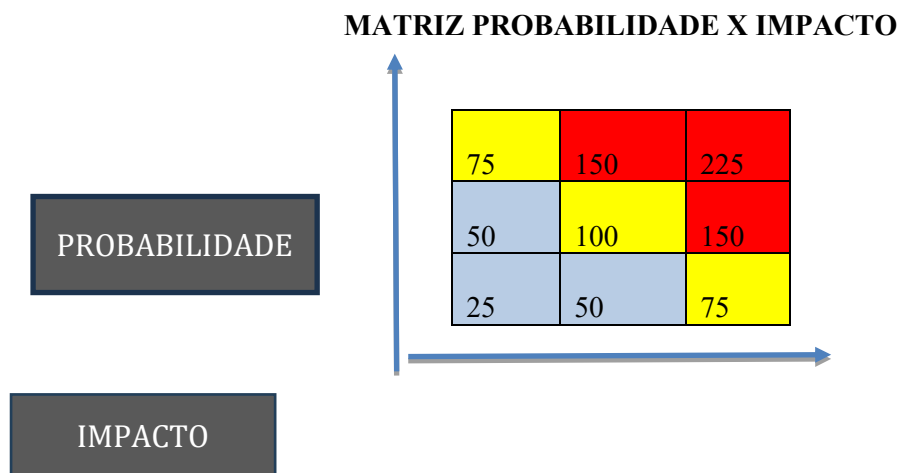 MATRIZ PROBABILIDADE X IMPACTO
75 150 225
PROBABILIDADE
50 100 150
25 50 75
IMPACTO